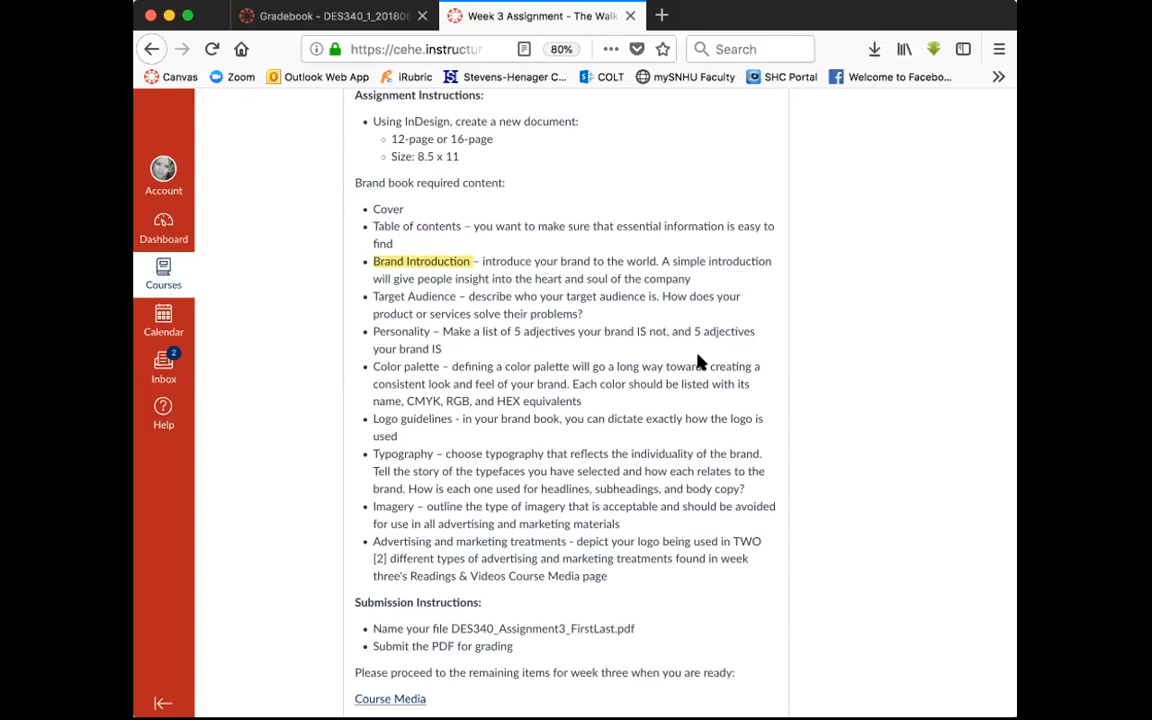 Gradebook - DES340_1_201806
Week 3 Assignment - The Walk
https://cehe.instructur
80%
Search
Canvas
Zoom
Outlook Web App
iRubric
Stevens-Henager C...
COLT
mySNHU Faculty
SHC Portal
Welcome to Facebo...
Account
Dashboard
Courses
Calendar
2
Inbox
Help
Assignment Instructions:
• Using InDesign, create a new document:
◦ 12-page or 16-page
◦ Size: 8.5 x 11
Brand book required content:
• Cover
• Table of contents – you want to make sure that essential information is easy to
find
• Brand Introduction – introduce your brand to the world. A simple introduction
will give people insight into the heart and soul of the company
• Target Audience – describe who your target audience is. How does your
product or services solve their problems?
• Personality – Make a list of 5 adjectives your brand IS not, and 5 adjectives
your brand IS
• Color palette – defining a color palette will go a long way towards creating a
consistent look and feel of your brand. Each color should be listed with its
name, CMYK, RGB, and HEX equivalents
• Logo guidelines - in your brand book, you can dictate exactly how the logo is
used
• Typography – choose typography that reflects the individuality of the brand.
Tell the story of the typefaces you have selected and how each relates to the
brand. How is each one used for headlines, subheadings, and body copy?
• Imagery – outline the type of imagery that is acceptable and should be avoided
for use in all advertising and marketing materials
• Advertising and marketing treatments - depict your logo being used in TWO
[2] different types of advertising and marketing treatments found in week
three's Readings & Videos Course Media page
Submission Instructions:
• Name your file DES340_Assignment3_FirstLast.pdf
• Submit the PDF for grading
Please proceed to the remaining items for week three when you are ready:
Course Media